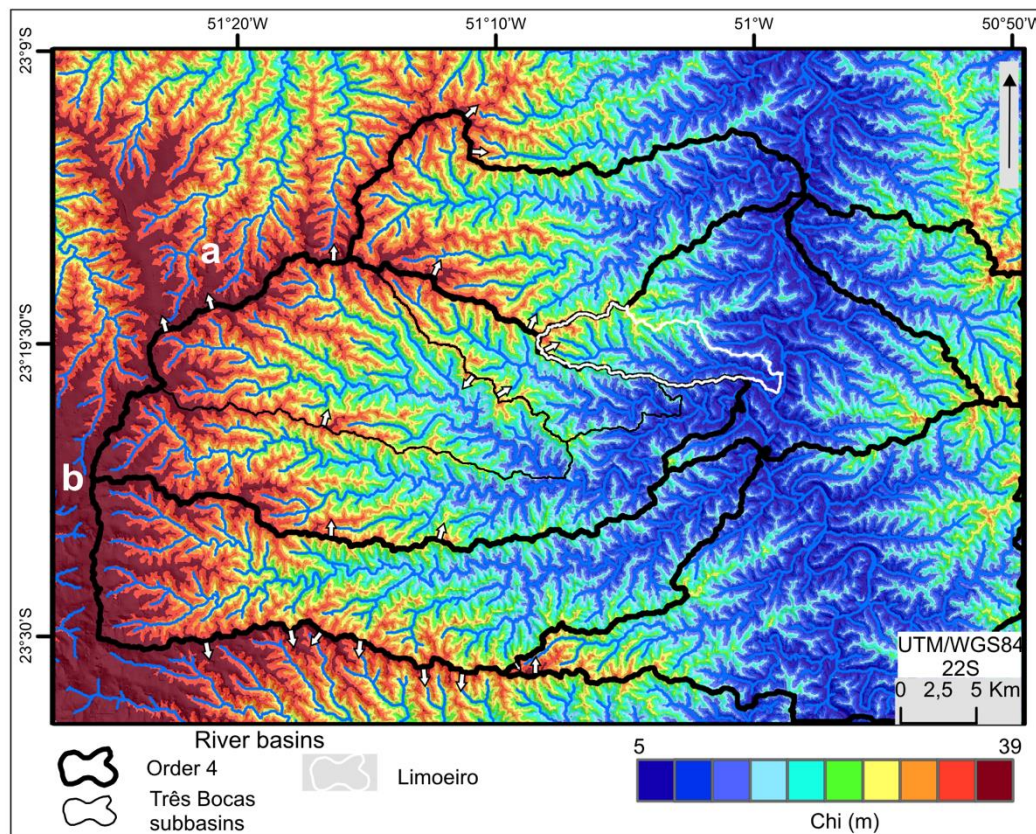 51°20'W
51°10'W
51°W
50°50'W
23°9'S
a
23°19'30"S
b
23°30'S
UTM/WGS84
22S
0 2,5 5 Km
River basins
Order 4
Três Bocas
subbasins
Limoeiro
5
39
Chi (m)